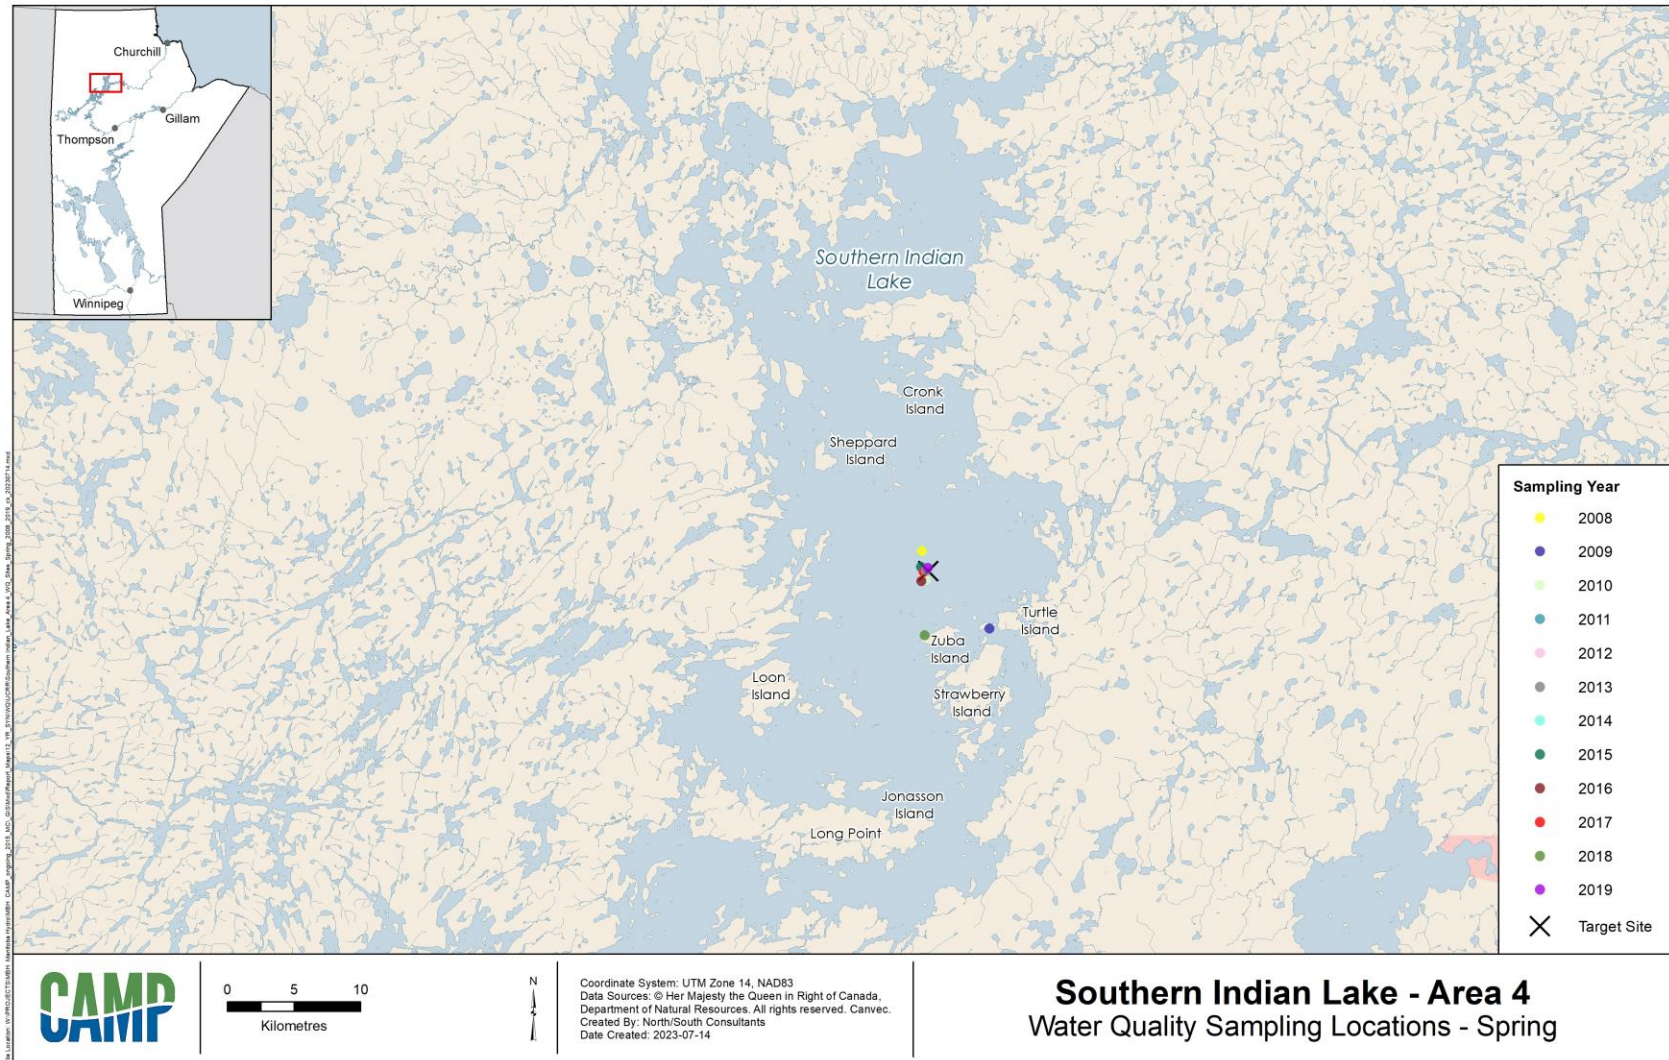 Churchill
Gillam
Thompson
Winnipeg
Southern Indian
Lake
Cronk
Island
Sheppard
Island
Turtle
Island
Zuba
Island
Loon
Island
Strawberry
Island
Jonasson
Island
Long Point
Sampling Year
2008
2009
2010
2011
2012
2013
2014
2015
2016
2017
2018
2019
Target Site
CAMP
0 5 10
Kilometres
N
Coordinate System: UTM Zone 14, NAD83
Data Sources: © Her Majesty the Queen in Right of Canada,
Department of Natural Resources. All rights reserved. Canvec.
Created By: North/South Consultants
Date Created: 2023-07-14
Southern Indian Lake - Area 4
Water Quality Sampling Locations - Spring